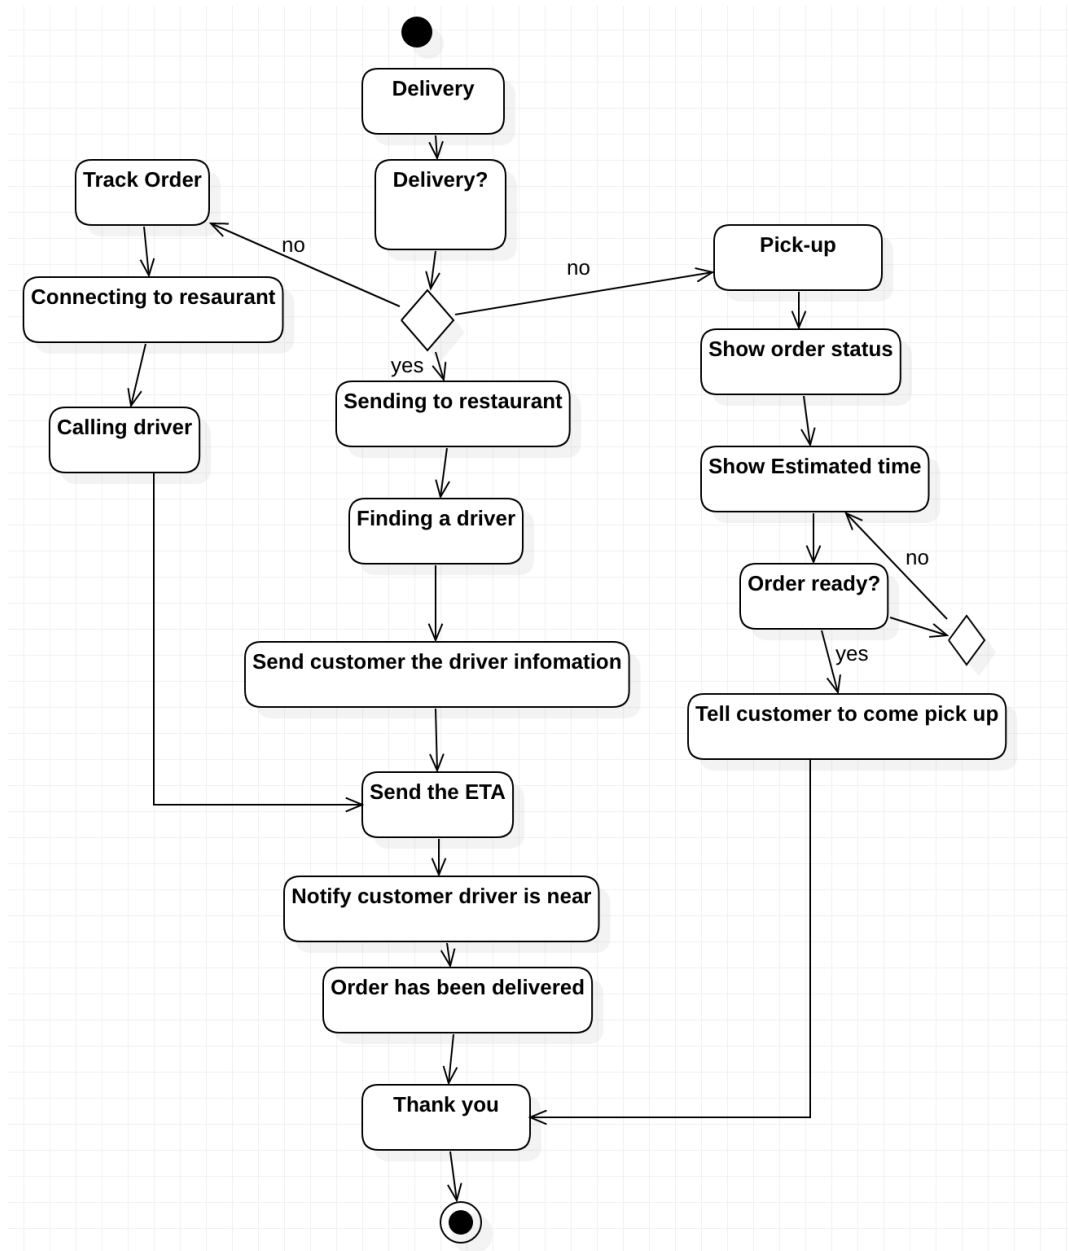 Delivery
Delivery?
Track Order
no
no
Pick-up
Connecting to resaurant
yes
Show order status
Sending to restaurant
Calling driver
Show Estimated time
Finding a driver
no
Order ready?
yes
Send customer the driver infomation
Tell customer to come pick up
Send the ETA
Notify customer driver is near
Order has been delivered
Thank you